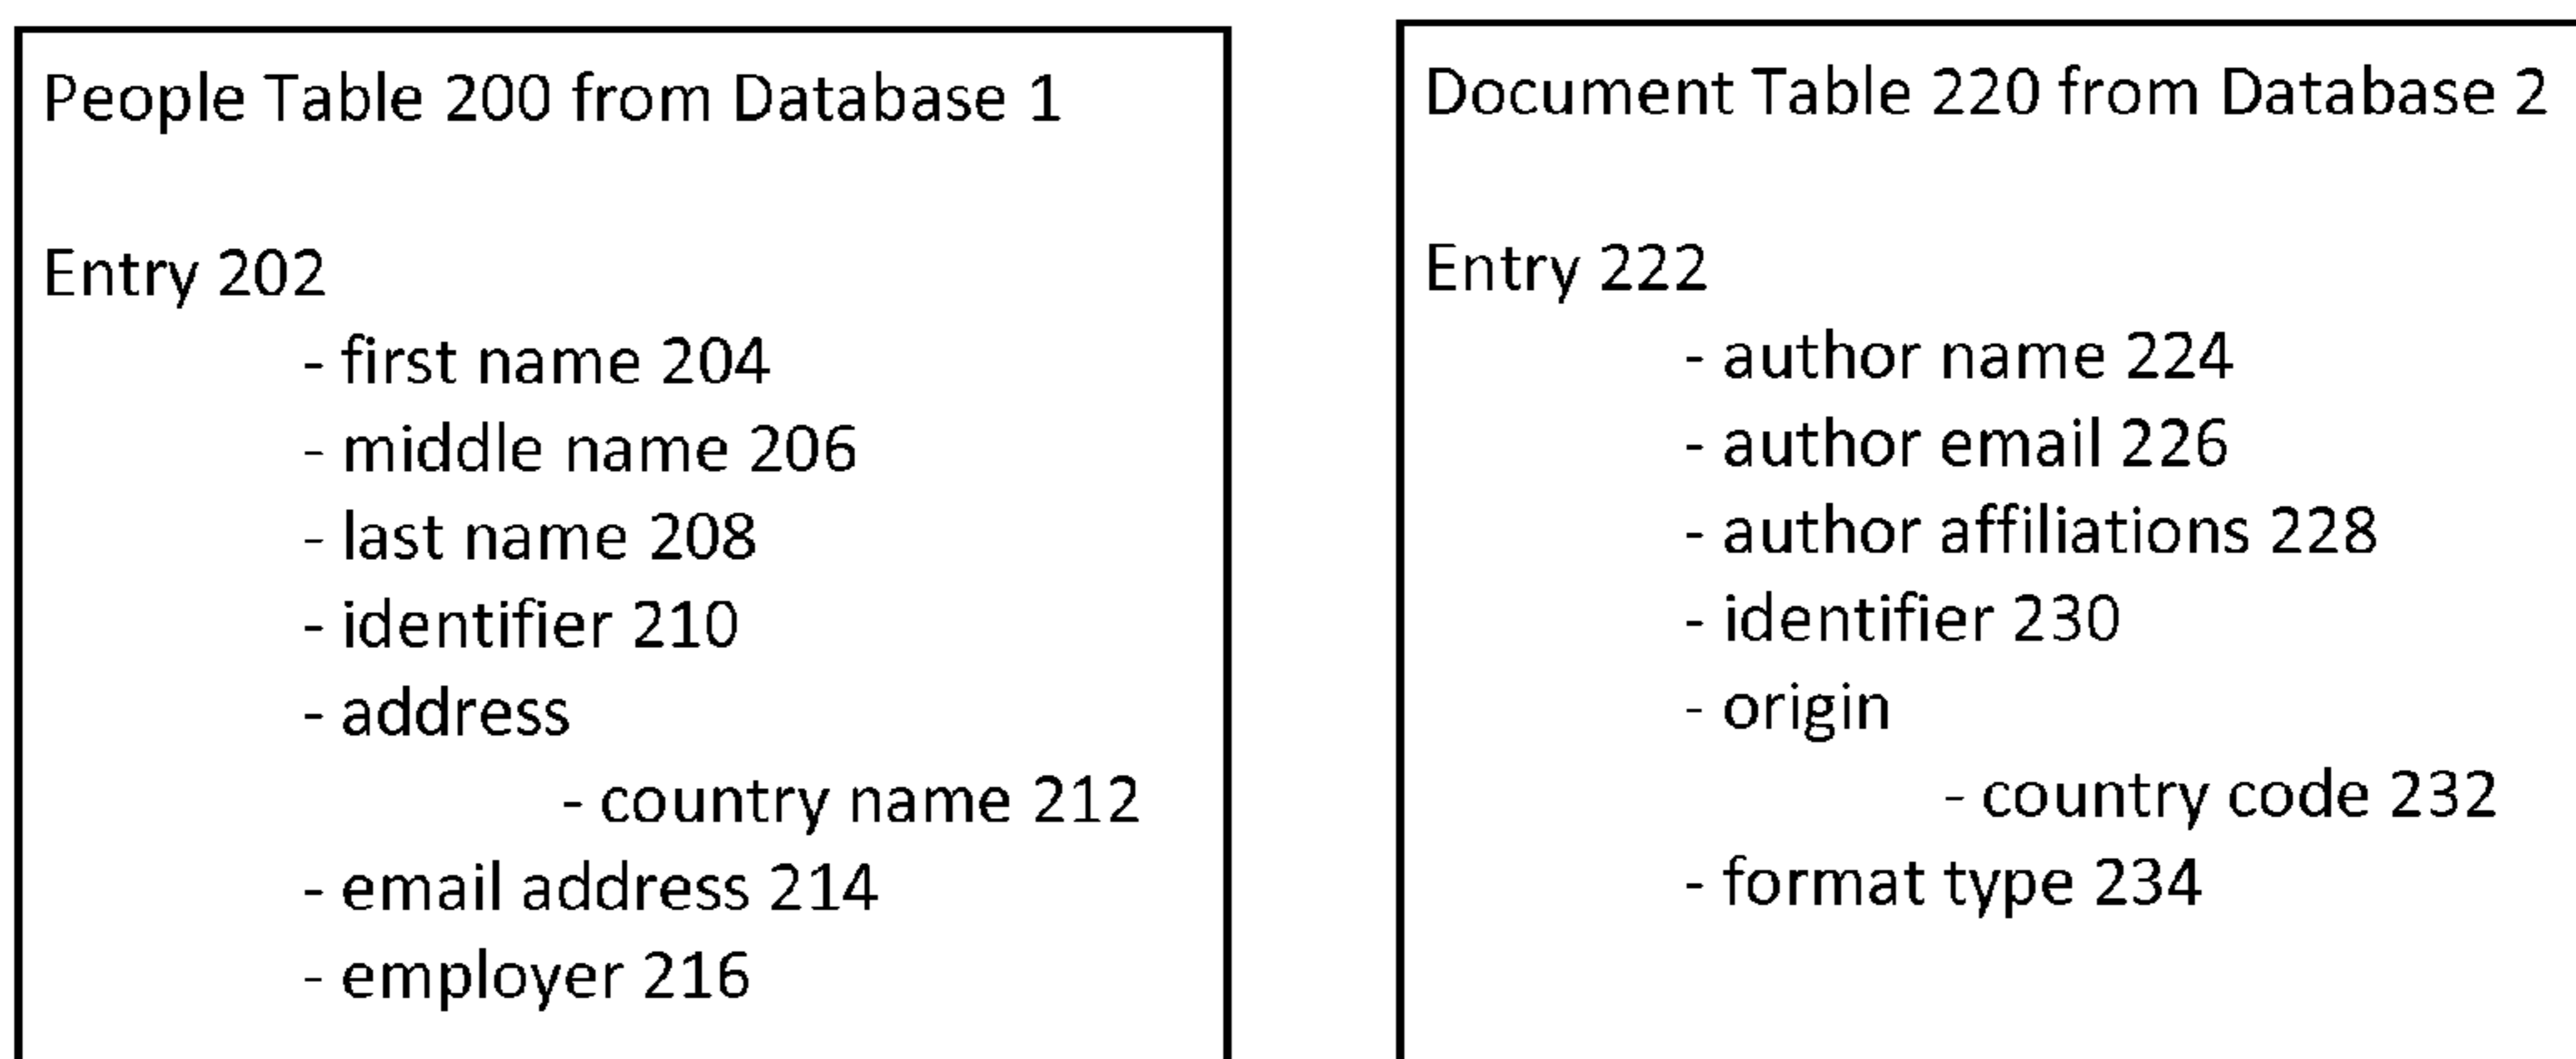 People Table 200 from Database 1
Entry 202
- first name 204
- middle name 206
- last name 208
- identifier 210
- address
- country name 212
- email address 214
- employer 216
Document Table 220 from Database 2
Entry 222
- author name 224
- author email 226
- author affiliations 228
- identifier 230
- origin
- country code 232
- format type 234